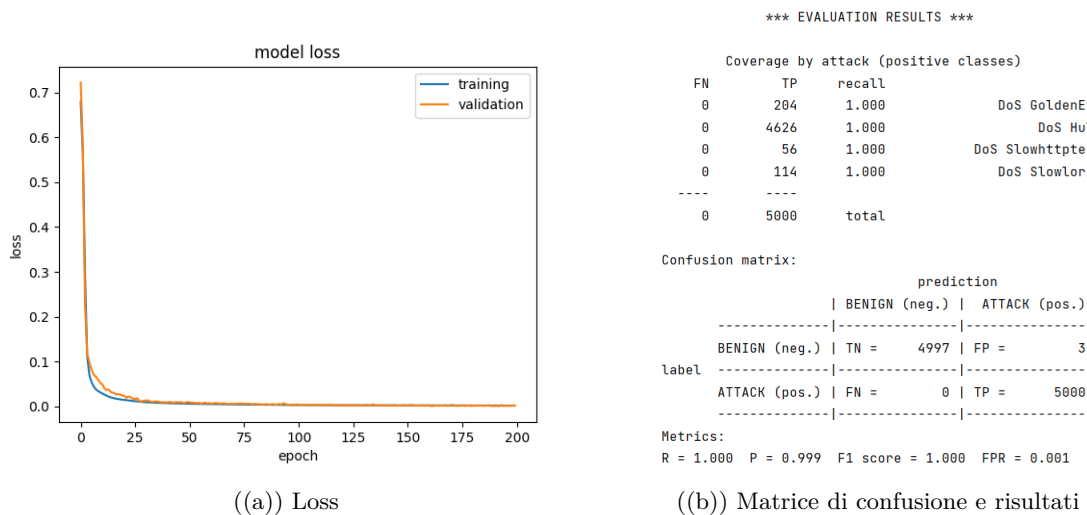 model loss
training
validation
0.7
0.6
0.5
0.4
0.3
0.2
0.1
0.0
loss
0 25 50 75 100 125 150 175 200
epoch
((a)) Loss
*** EVALUATION RESULTS ***
Coverage by attack (positive classes)
FN TP recall
0 204 1.000 DoS GoldenE
0 4626 1.000 DoS Hu
0 56 1.000 DoS Slowhttpte
0 114 1.000 DoS Slowlor
---- ----
0 5000 total
Confusion matrix:
prediction
| BENIGN (neg.) | ATTACK (pos.)
--------------|---------------|---------------
BENIGN (neg.) | TN = 4997 | FP = 3
label --------------|---------------|---------------
ATTACK (pos.) | FN = 0 | TP = 5000
--------------|---------------|---------------
Metrics:
R = 1.000 P = 0.999 F1 score = 1.000 FPR = 0.001
((b)) Matrice di confusione e risultati